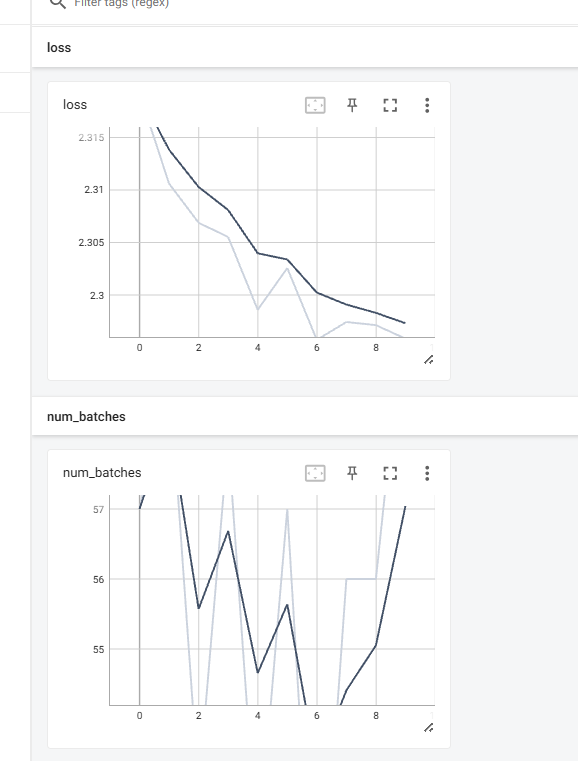 Filter tags (regex)
loss
loss
2.315
2.31
2.305
2.3
0 2 4 6 8
num_batches
num_batches
57
56
55
0 2 4 6 8